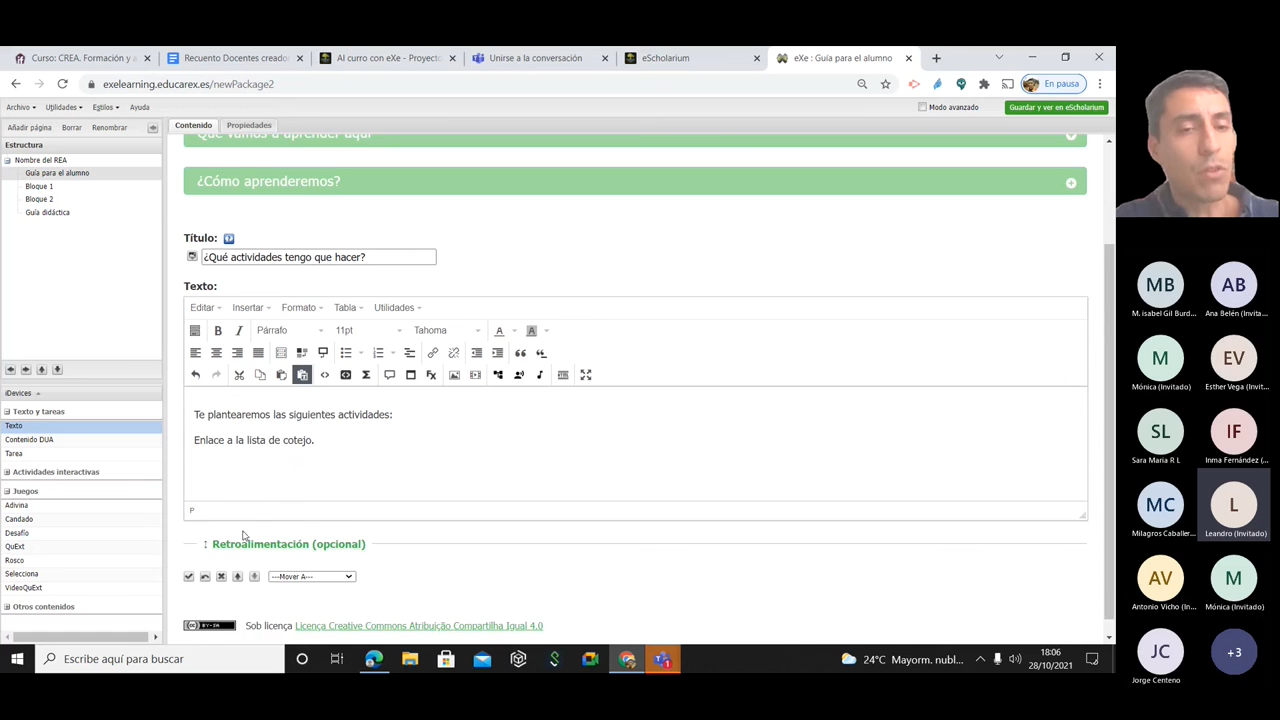 Curso: CREA. Formación y a
Recuento Docentes creado
Al curro con eXe - Proyecto
Unirse a la conversación
eScholarium
eXe : Guía para el alumno
exelearning.educarex.es/newPackage2
En pausa
Archivo
Utilidades
Estilos
Ayuda
Modo avanzado
Guardar y ver en eScholarium
Añadir página
Borrar
Renombrar
Contenido
Propiedades
Estructura
Nombre del REA
Guía para el alumno
Bloque 1
Bloque 2
Guía didáctica
iDevices
Texto y tareas
Texto
Contenido DUA
Tarea
Actividades interactivas
Juegos
Adivina
Candado
Desafío
QuExt
Rosco
Selecciona
VideoQuExt
Otros contenidos
Qué vamos a aprender aquí
¿Cómo aprenderemos?
Título:
¿Qué actividades tengo que hacer?
Texto:
Editar
Insertar
Formato
Tabla
Utilidades
B
I
Párrafo
11pt
Tahoma
A
A
Te plantearemos las siguientes actividades:
Enlace a la lista de cotejo.
P
Retroalimentación (opcional)
---Mover A---
BY-SA
Sob licença Licença Creative Commons Atribuição Compartilha Igual 4.0
Escribe aquí para buscar
24°C Mayorm. nubl...
18:06
28/10/2021
MB
M. isabel Gil Burd...
AB
Ana Belén (Invita...
M
Mónica (Invitado)
EV
Esther Vega (Invit...
SL
Sara Maria R L
IF
Inma Fernández (...
MC
Milagros Caballer...
L
Leandro (Invitado)
AV
Antonio Vicho (In...
M
Mónica (Invitado)
JC
Jorge Centeno
+3